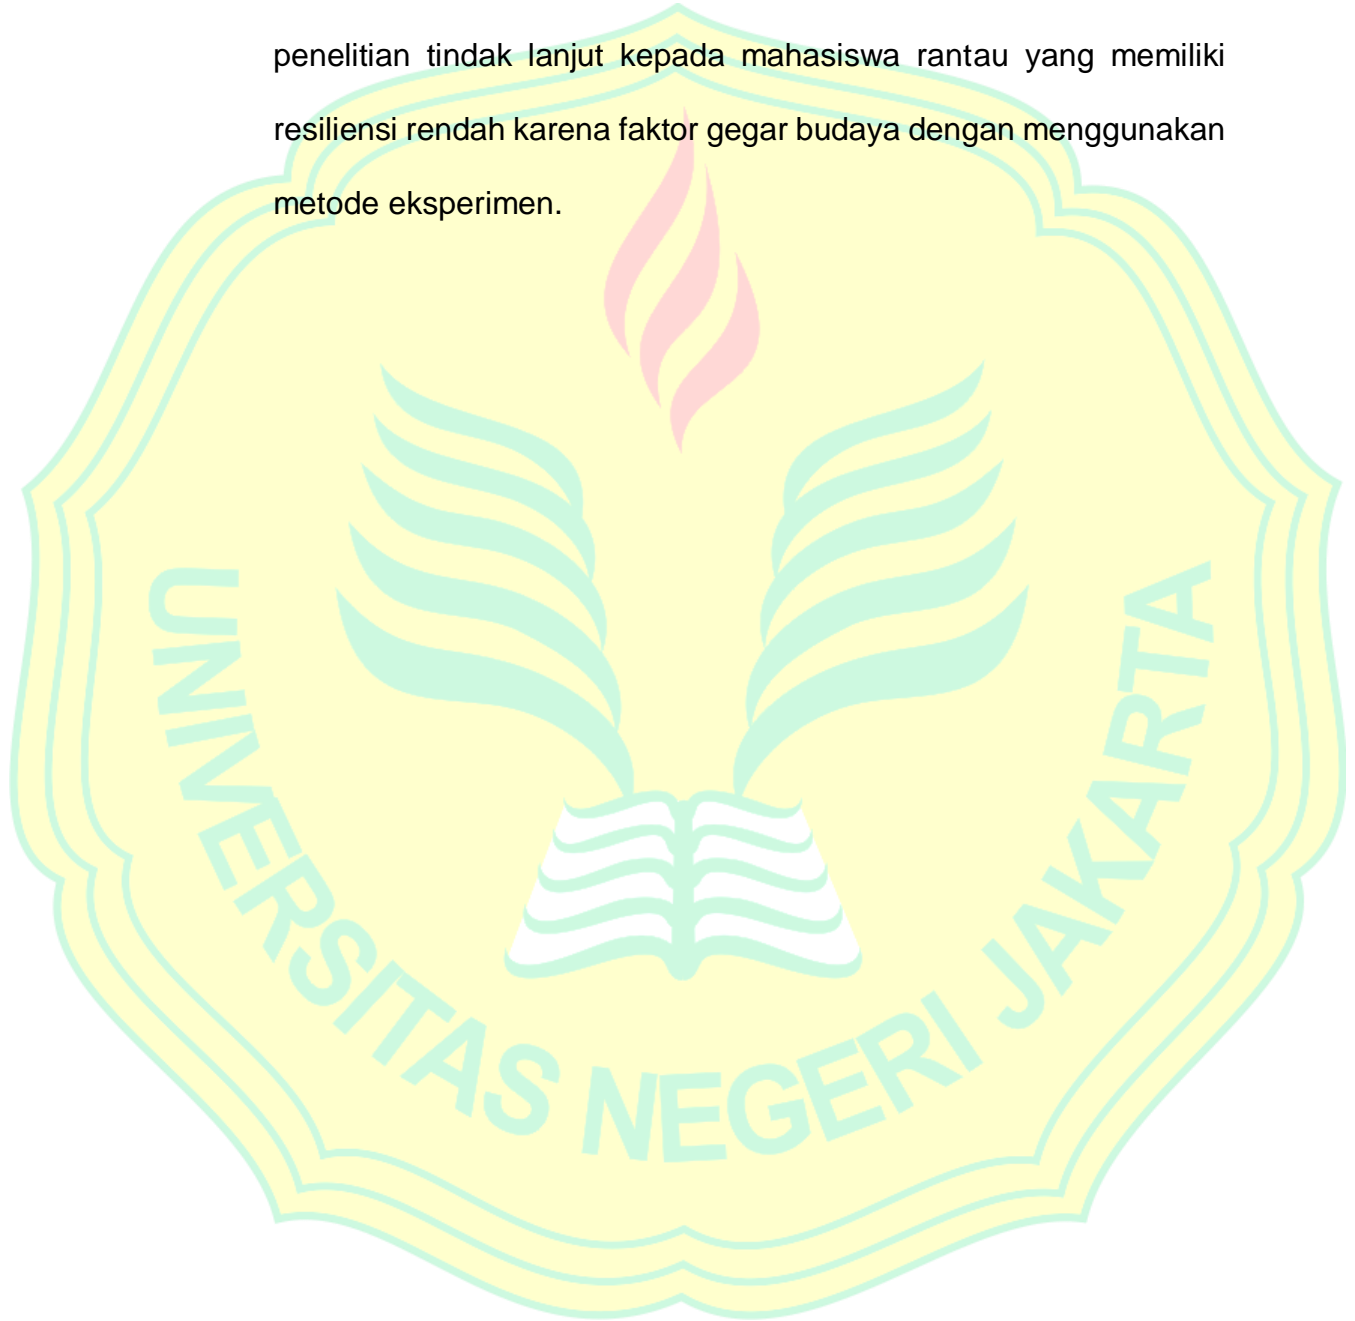 penelitian tindak lanjut kepada mahasiswa rantau yang memiliki
resiliensi rendah karena faktor gegar budaya dengan menggunakan
metode eksperimen.
UNIVERSITAS NEGERI JAKARTA